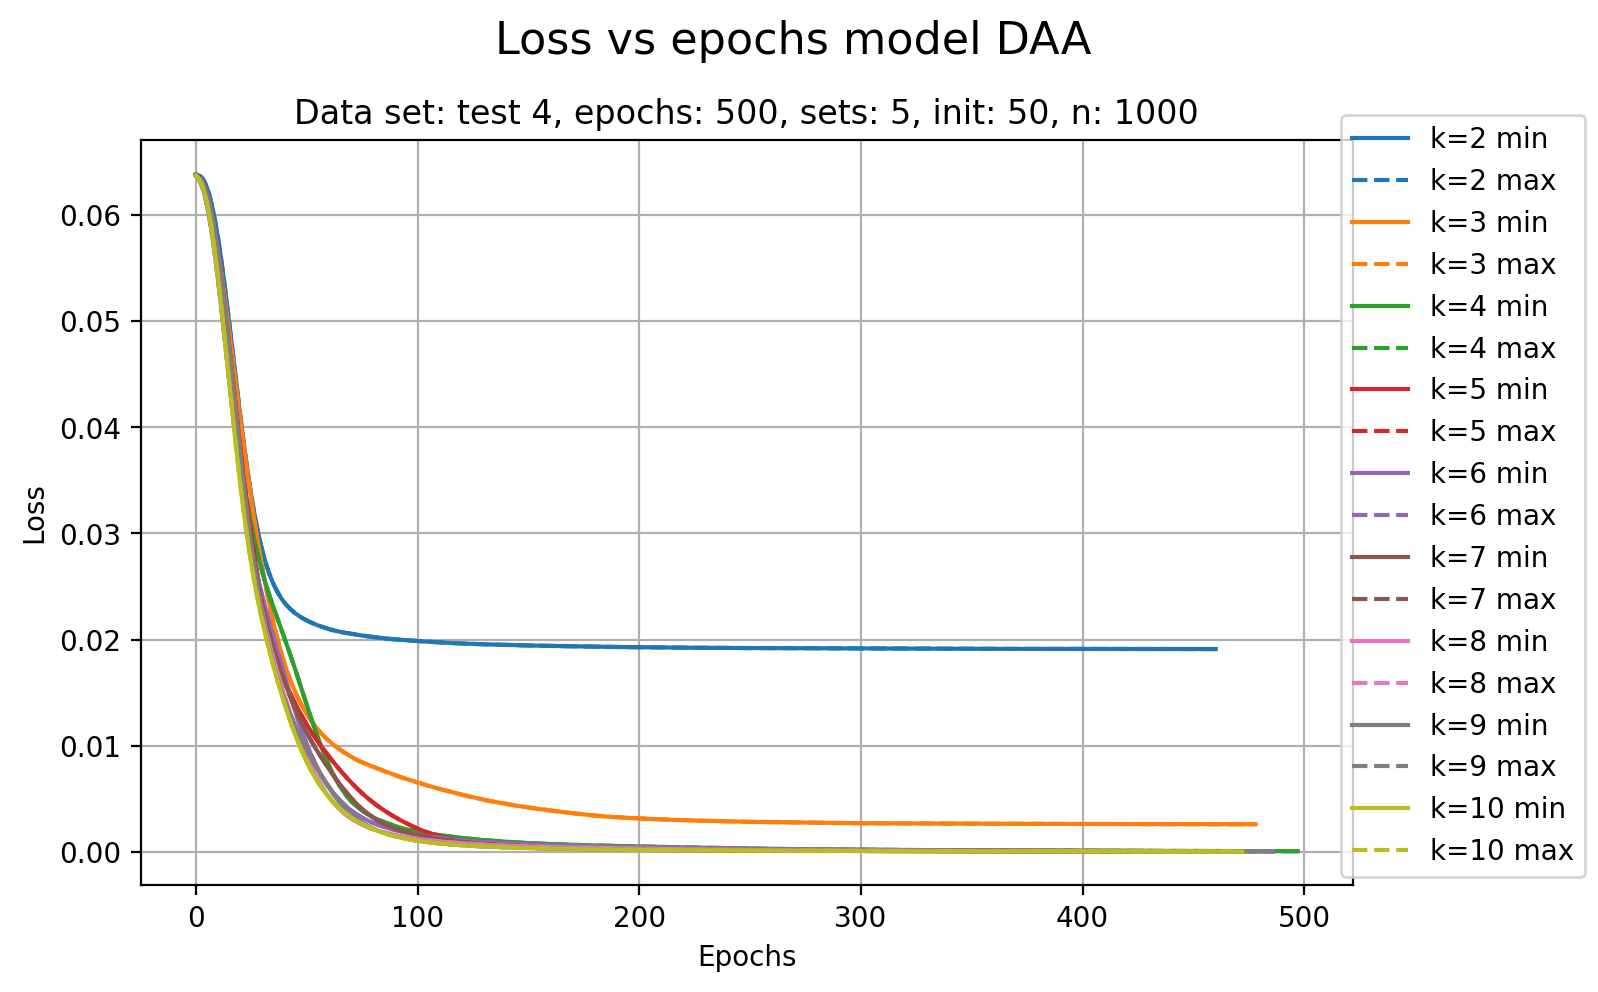 Loss vs epochs model DAA
Data set: test 4, epochs: 500, sets: 5, init: 50, n: 1000
k=2 min
k=2 max
k=3 min
k=3 max
k=4 min
k=4 max
k=5 min
k=5 max
k=6 min
k=6 max
k=7 min
k=7 max
k=8 min
k=8 max
k=9 min
k=9 max
k=10 min
k=10 max
0.06
0.05
0.04
0.03
0.02
0.01
0.00
Loss
0 100 200 300 400 500
Epochs